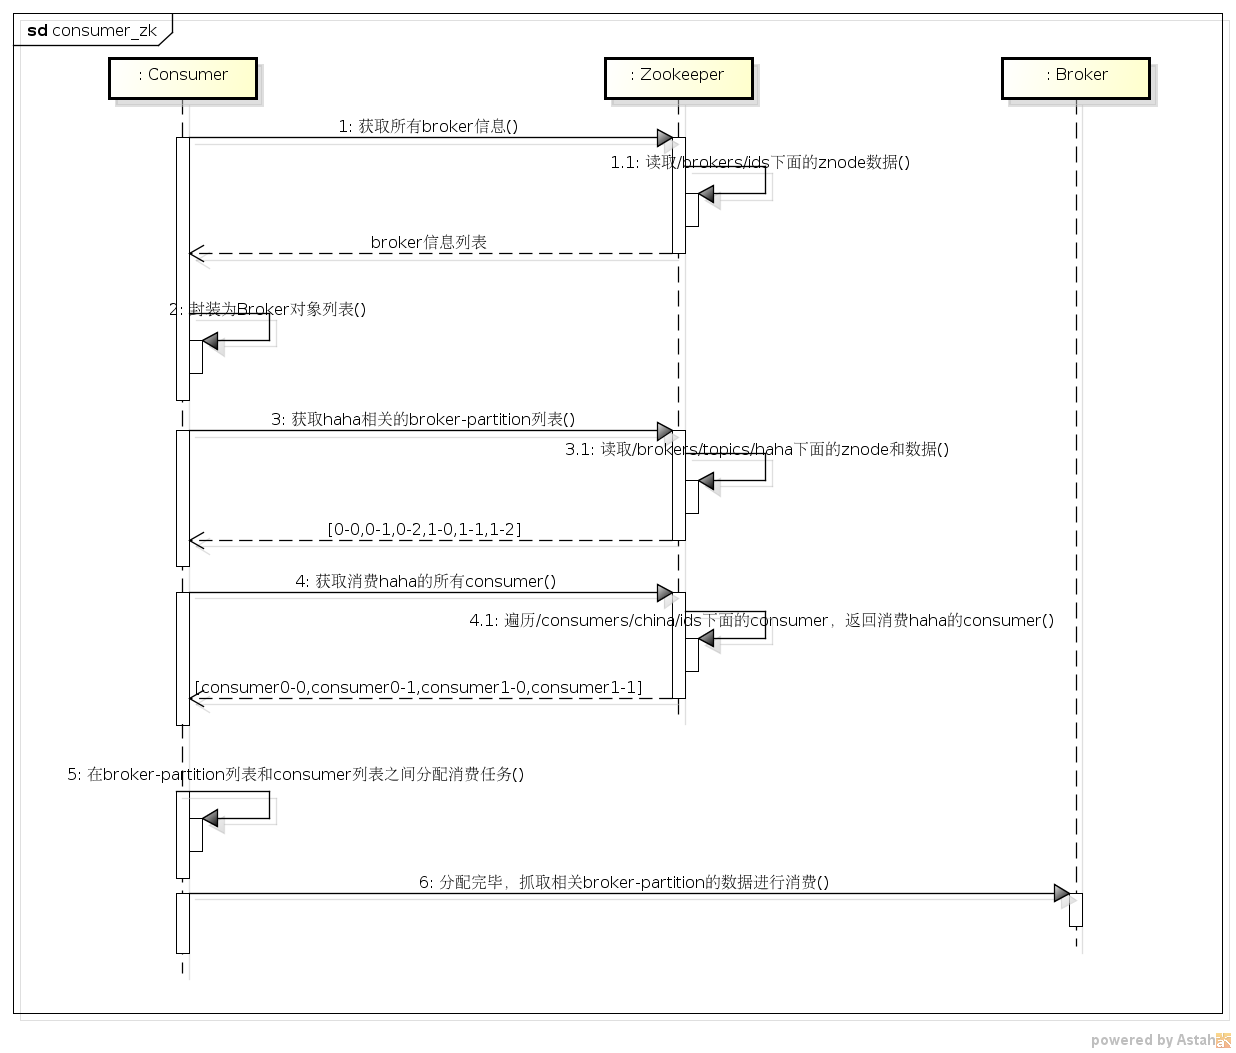 sd consumer_zk
: Consumer
: Zookeeper
: Broker
1: 获取所有broker信息()
1.1: 读取/brokers/ids下面的znode数据()
broker信息列表
2: 封装为Broker对象列表()
3: 获取haha相关的broker-partition列表()
3.1: 读取/brokers/topics/haha下面的znode和数据()
[0-0,0-1,0-2,1-0,1-1,1-2]
4: 获取消费haha的所有consumer()
4.1: 遍历/consumers/china/ids下面的consumer，返回消费haha的consumer()
[consumer0-0,consumer0-1,consumer1-0,consumer1-1]
5: 在broker-partition列表和consumer列表之间分配消费任务()
6: 分配完毕，抓取相关broker-partition的数据进行消费()
powered by Astah